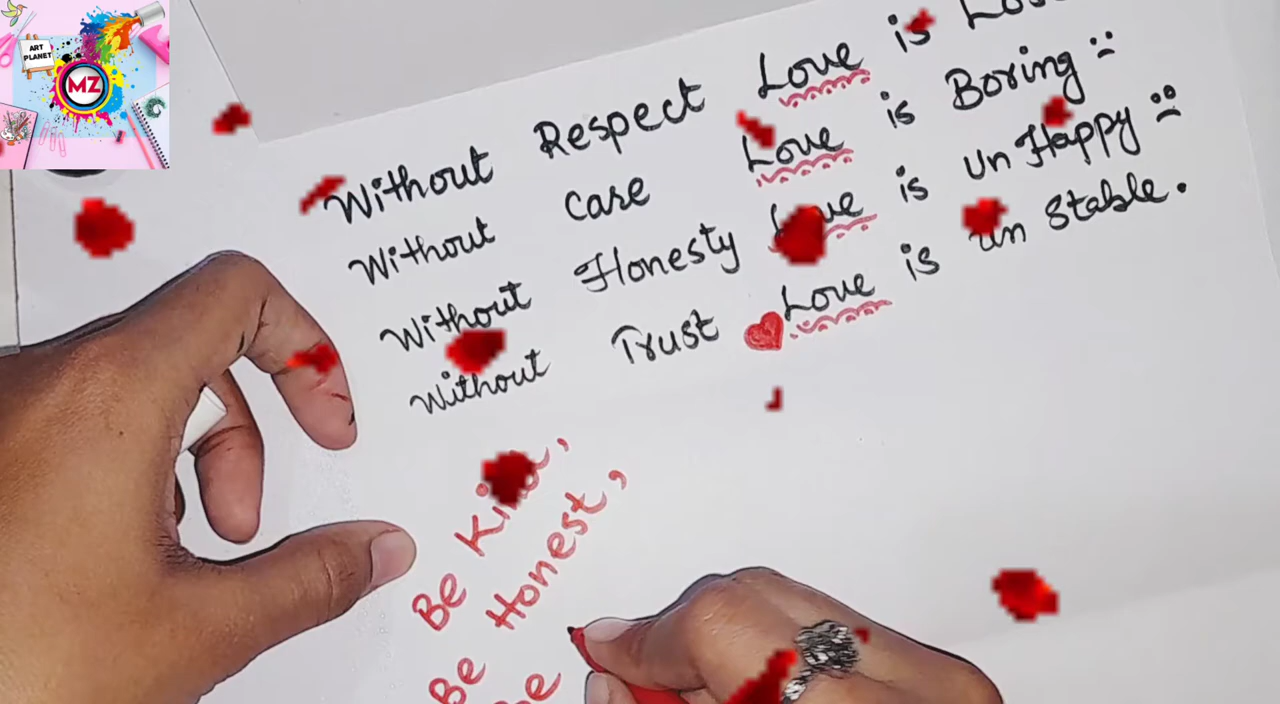 ART
PLANET
MZ
Without Respect Love is
Without Care Love is Boring
Without Honesty Love is un Happy
Without Trust Love is un Stable.
Be
Be Honest,
Be